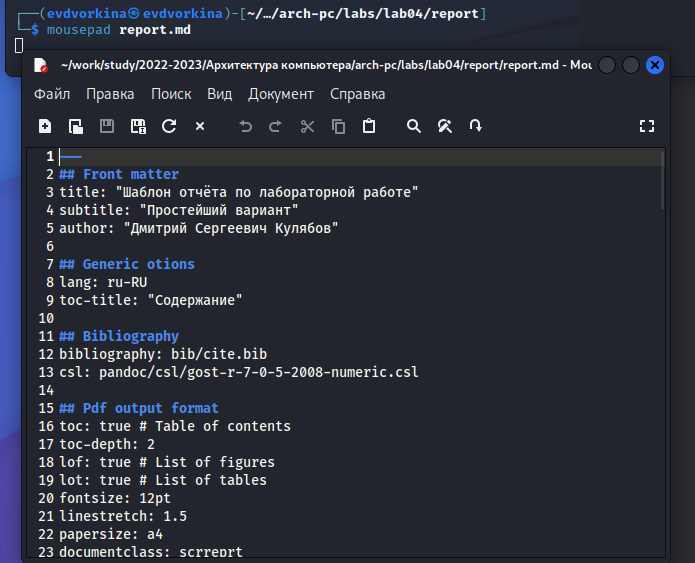 ┌──(evdvorkina㉿evdvorkina)-[~/…/arch-pc/labs/lab04/report]
└─$ mousepad report.md
~/work/study/2022-2023/Архитектура компьютера/arch-pc/labs/lab04/report/report.md - Mou
Файл Правка Поиск Вид Документ Справка
1 ---
2 ## Front matter
3 title: "Шаблон отчёта по лабораторной работе"
4 subtitle: "Простейший вариант"
5 author: "Дмитрий Сергеевич Кулябов"
6
7 ## Generic otions
8 lang: ru-RU
9 toc-title: "Содержание"
10
11 ## Bibliography
12 bibliography: bib/cite.bib
13 csl: pandoc/csl/gost-r-7-0-5-2008-numeric.csl
14
15 ## Pdf output format
16 toc: true # Table of contents
17 toc-depth: 2
18 lof: true # List of figures
19 lot: true # List of tables
20 fontsize: 12pt
21 linestretch: 1.5
22 papersize: a4
23 documentclass: scrreprt